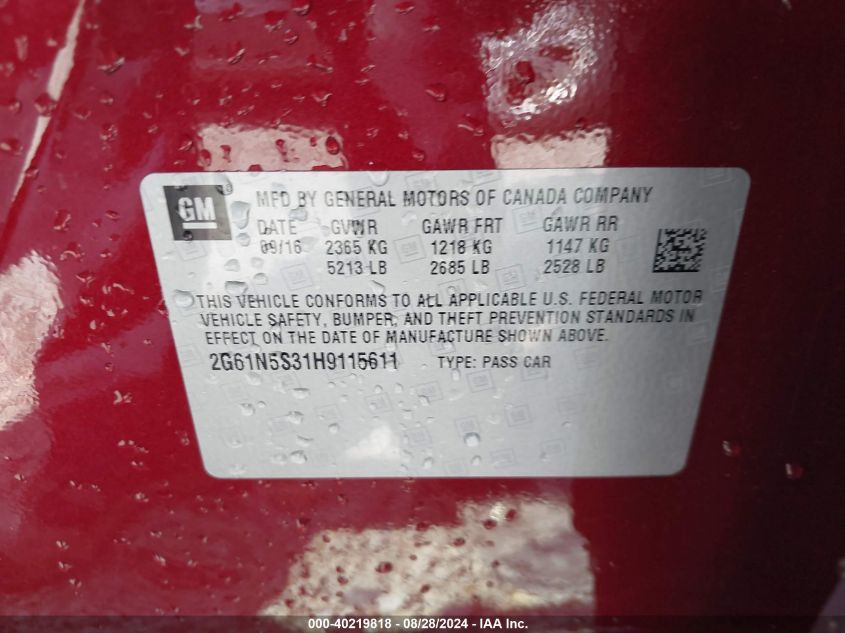 GM ®
MFD BY GENERAL MOTORS OF CANADA COMPANY
DATE GVWR GAWR FRT GAWR RR
09/16 2365 KG 1218 KG 1147 KG
5213 LB 2685 LB 2528 LB
THIS VEHICLE CONFORMS TO ALL APPLICABLE U.S. FEDERAL MOTOR
VEHICLE SAFETY, BUMPER, AND THEFT PREVENTION STANDARDS IN
EFFECT ON THE DATE OF MANUFACTURE SHOWN ABOVE.
2G61N5S31H9115611 TYPE: PASS CAR
000-40219818 - 08/28/2024 - IAA Inc.